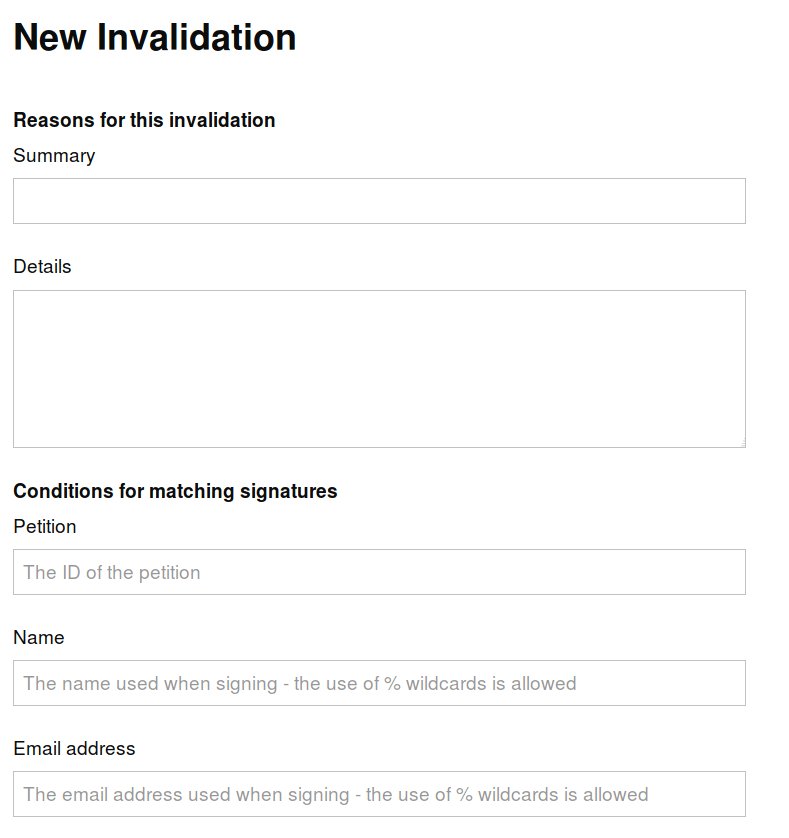 New Invalidation
Reasons for this invalidation
Summary
Details
Conditions for matching signatures
Petition
The ID of the petition
Name
The name used when signing - the use of % wildcards is allowed
Email address
The email address used when signing - the use of % wildcards is allowed